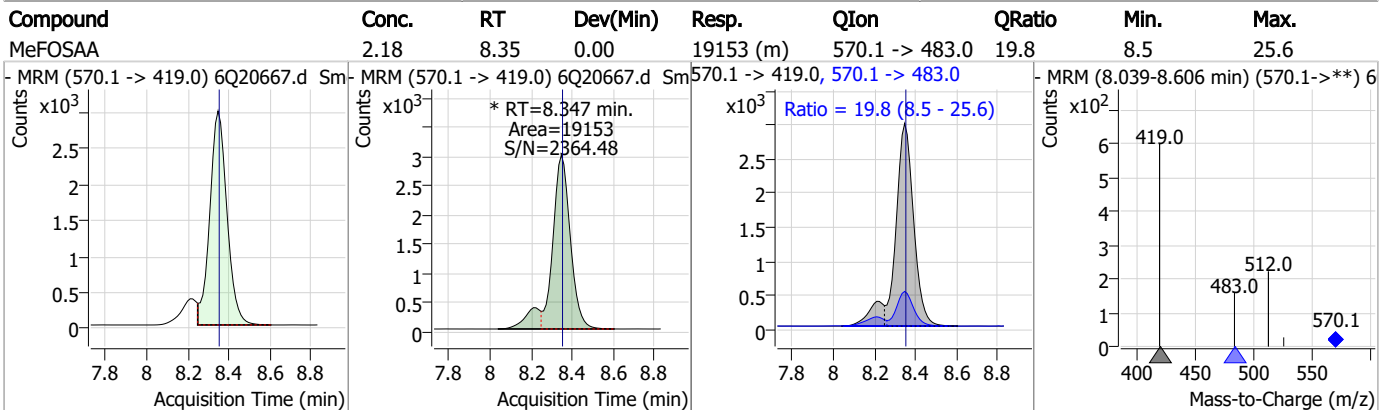 Compound Conc. RT Dev(Min) Resp. QIon QRatio Min. Max.
MeFOSAA 2.18 8.35 0.00 19153 (m) 570.1 -> 483.0 19.8 8.5 25.6
- MRM (570.1 -> 419.0) 6Q20667.d Sm
Counts
x10³
2.5
2
1.5
1
0.5
0
7.8 8 8.2 8.4 8.6 8.8
Acquisition Time (min)
- MRM (570.1 -> 419.0) 6Q20667.d Sm
Counts
x10³
* RT=8.347 min.
Area=19153
S/N=2364.48
3
2.5
2
1.5
1
0.5
0
7.8 8 8.2 8.4 8.6 8.8
Acquisition Time (min)
570.1 -> 419.0, 570.1 -> 483.0
Counts
x10³
Ratio = 19.8 (8.5 - 25.6)
2.5
2
1.5
1
0.5
0
7.8 8 8.2 8.4 8.6 8.8
Acquisition Time (min)
- MRM (8.039-8.606 min) (570.1->**) 6
Counts
x10²
419.0
6
5
4
3
2
1
0
512.0
483.0
570.1
400 450 500 550
Mass-to-Charge (m/z)